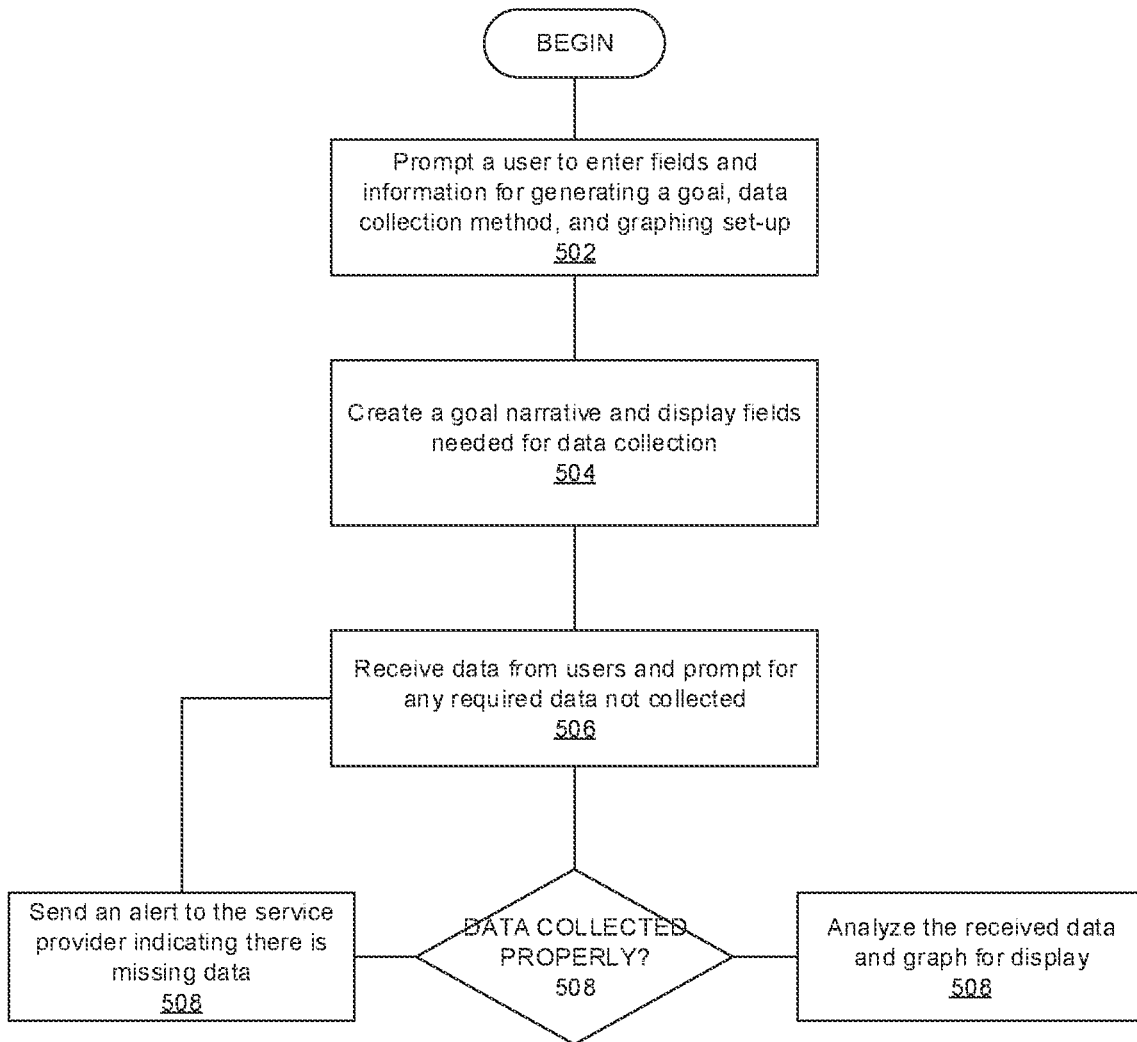 BEGIN
Prompt a user to enter fields and
information for generating a goal, data
collection method, and graphing set-up
502
Create a goal narrative and display fields
needed for data collection
504
Receive data from users and prompt for
any required data not collected
506
Send an alert to the service
provider indicating there is
missing data
508
DATA COLLECTED
PROPERLY?
508
Analyze the received data
and graph for display
508